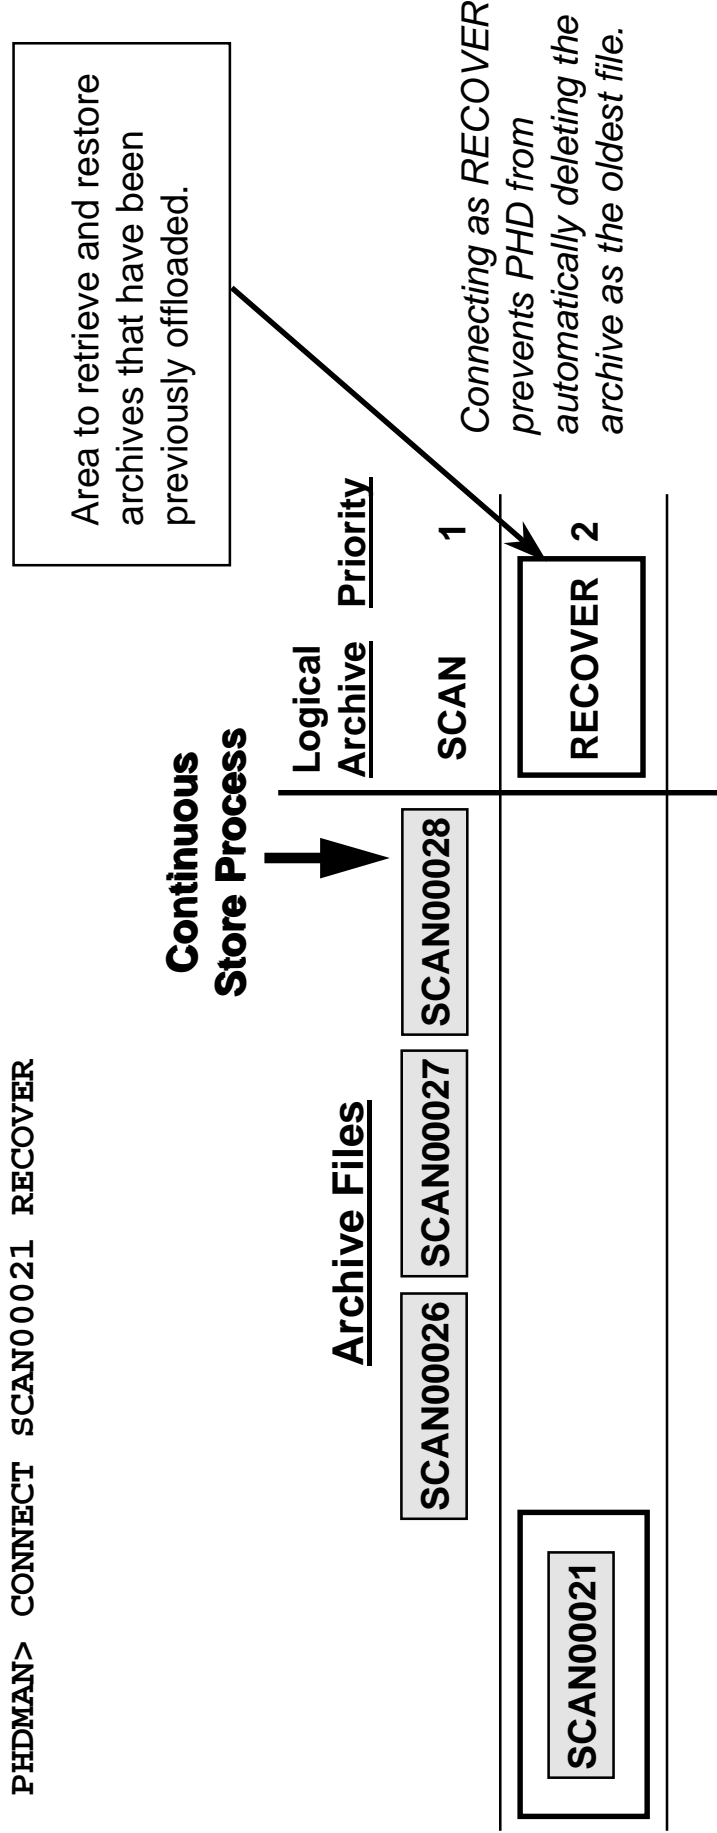 PHDMAN> CONNECT SCAN00021 RECOVER
Area to retrieve and restore
archives that have been
previously offloaded.
Continuous
Store Process
Archive Files
Logical
Archive
Priority
SCAN00026
SCAN00027
SCAN00028
SCAN
1
SCAN00021
RECOVER
2
Connecting as RECOVER
prevents PHD from
automatically deleting the
archive as the oldest file.